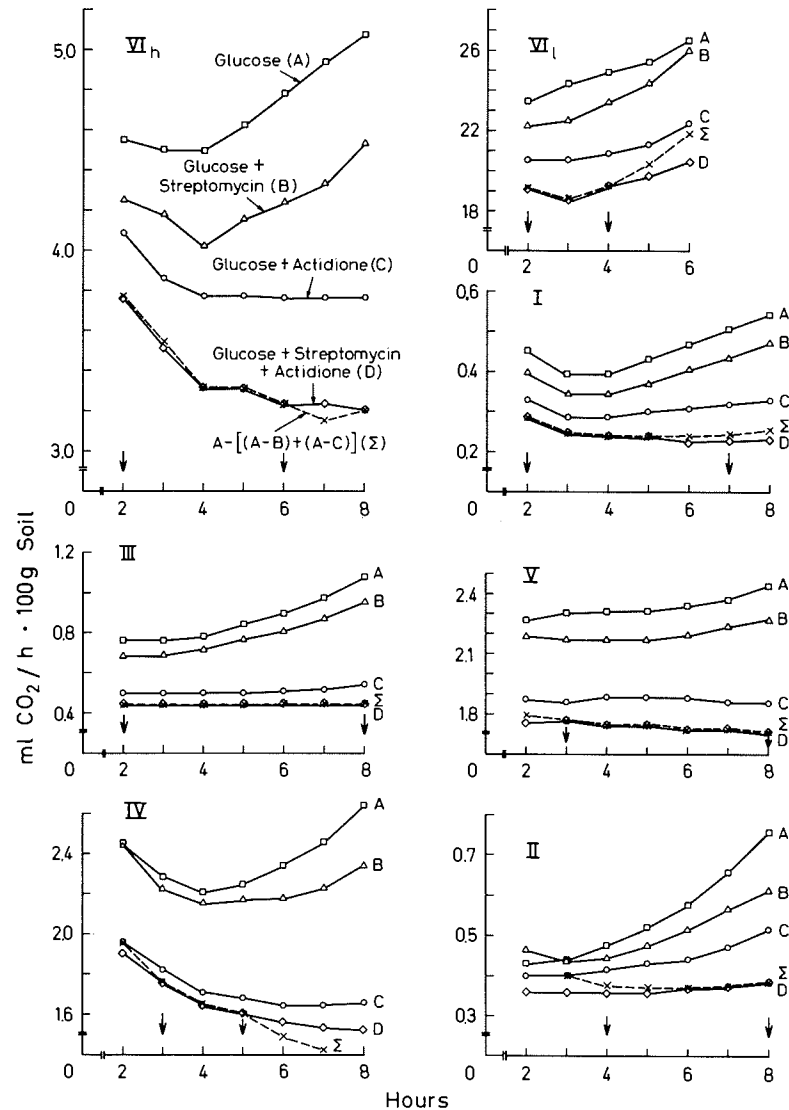 VIh
5.0
4.0
3.0
0
Glucose (A)
Glucose +
Streptomycin (B)
Glucose + Actidione (C)
Glucose + Streptomycin
+ Actidione (D)
A-[(A-B)+(A-C)](Σ)
2 4 6 8
VIl
26
22
18
0
A
B
C
Σ
D
2 4 6
I
0,6
0.4
0.2
0
A
B
C
Σ
D
2 4 6 8
III
1.2
0.8
0.4
0
A
B
C
Σ
D
2 4 6 8
V
2.4
2.1
1.8
0
A
B
C
Σ
D
2 4 6 8
IV
2.4
2.0
1.6
0
A
B
C
D
Σ
2 4 6 8
II
0.7
0.5
0.3
0
A
B
C
Σ
D
2 4 6 8
ml CO2 / h · 100g Soil
Hours